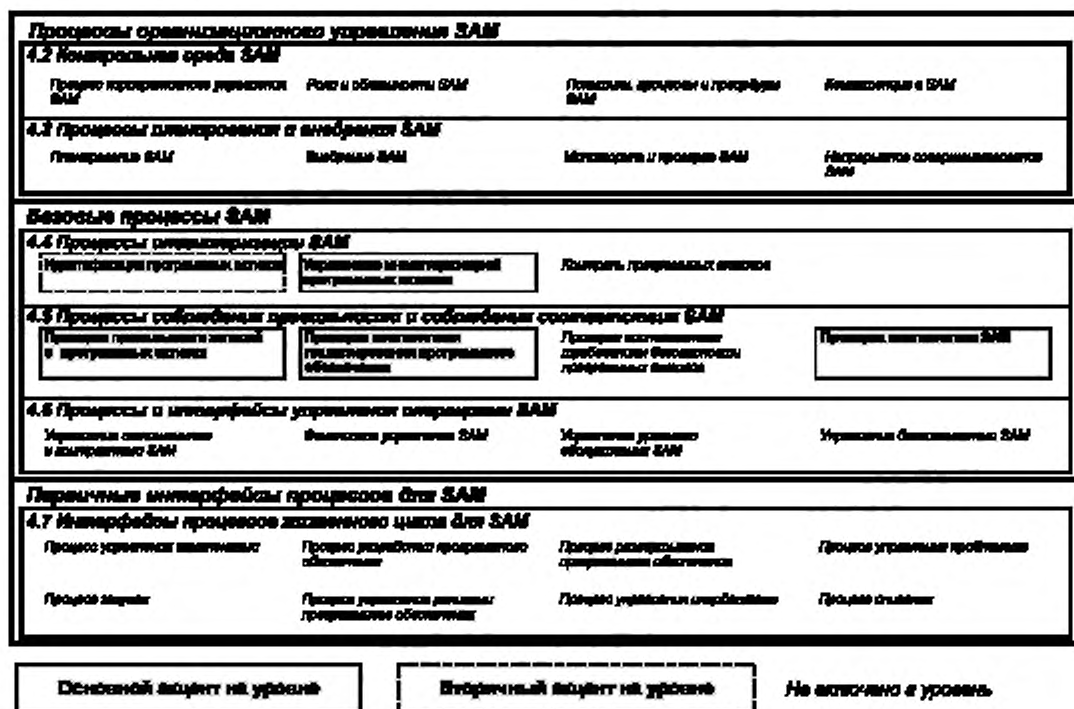 Процессы организационного управления SAM
4.2 Контрольная среда SAM
Процесс корпоративного управления Роли и обязанности SAM Политики, процессы и процедуры Компетенция в SAM
SAM SAM
4.3 Процессы планирования и внедрения SAM
Планирование SAM Внедрение SAM Мониторинг и проверка SAM Непрерывное совершенствование
SAM
Базовые процессы SAM
4.4 Процессы инвентаризации SAM
Идентификация программных активов Управление инвентаризацией Контроль программных активов
программных активов
4.5 Процессы соблюдения правильности и соблюдения соответствия SAM
Проверка правильности записей Проверка Проверка соответствия Проверка соответствия SAM
о программных активах лицензирования программного требованиям безопасности
обеспечения программных активов
4.6 Процессы и интерфейсы управления операциями SAM
Управление отношениями Финансовое управление SAM Управление уровнем Управление безопасностью SAM
и контрактами SAM обслуживания SAM
Первичные интерфейсы процессов для SAM
4.7 Интерфейсы процессов жизненного цикла для SAM
Процесс управления изменениями Процесс разработки программного Процесс развертывания Процесс управления проблемами
обеспечения программного обеспечения
Процесс закупки Процесс управления релизами Процесс управления инцидентами Процесс списания
программного обеспечения
Основной акцент на уровне Вторичный акцент на уровне Не включено в уровень